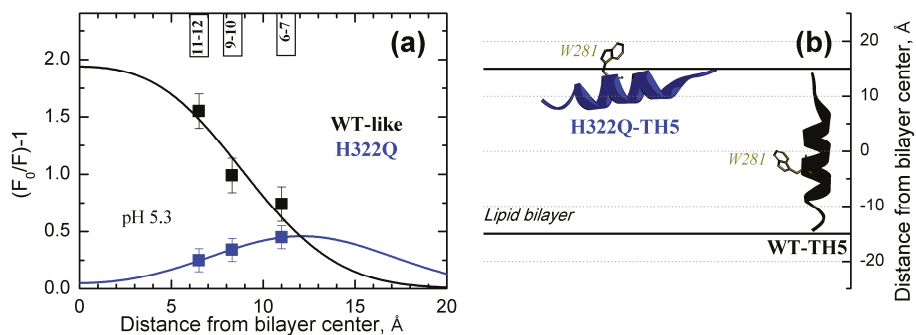 11-12
9-10
6-7
(a)
2.0
1.5
1.0
0.5
0.0
(F0/F)-1
WT-like
H322Q
pH 5.3
0
5
10
15
20
Distance from bilayer center, Å
(b)
W281
H322Q-TH5
W281
Lipid bilayer
WT-TH5
20
10
0
-10
-20
Distance from bilayer center, Å